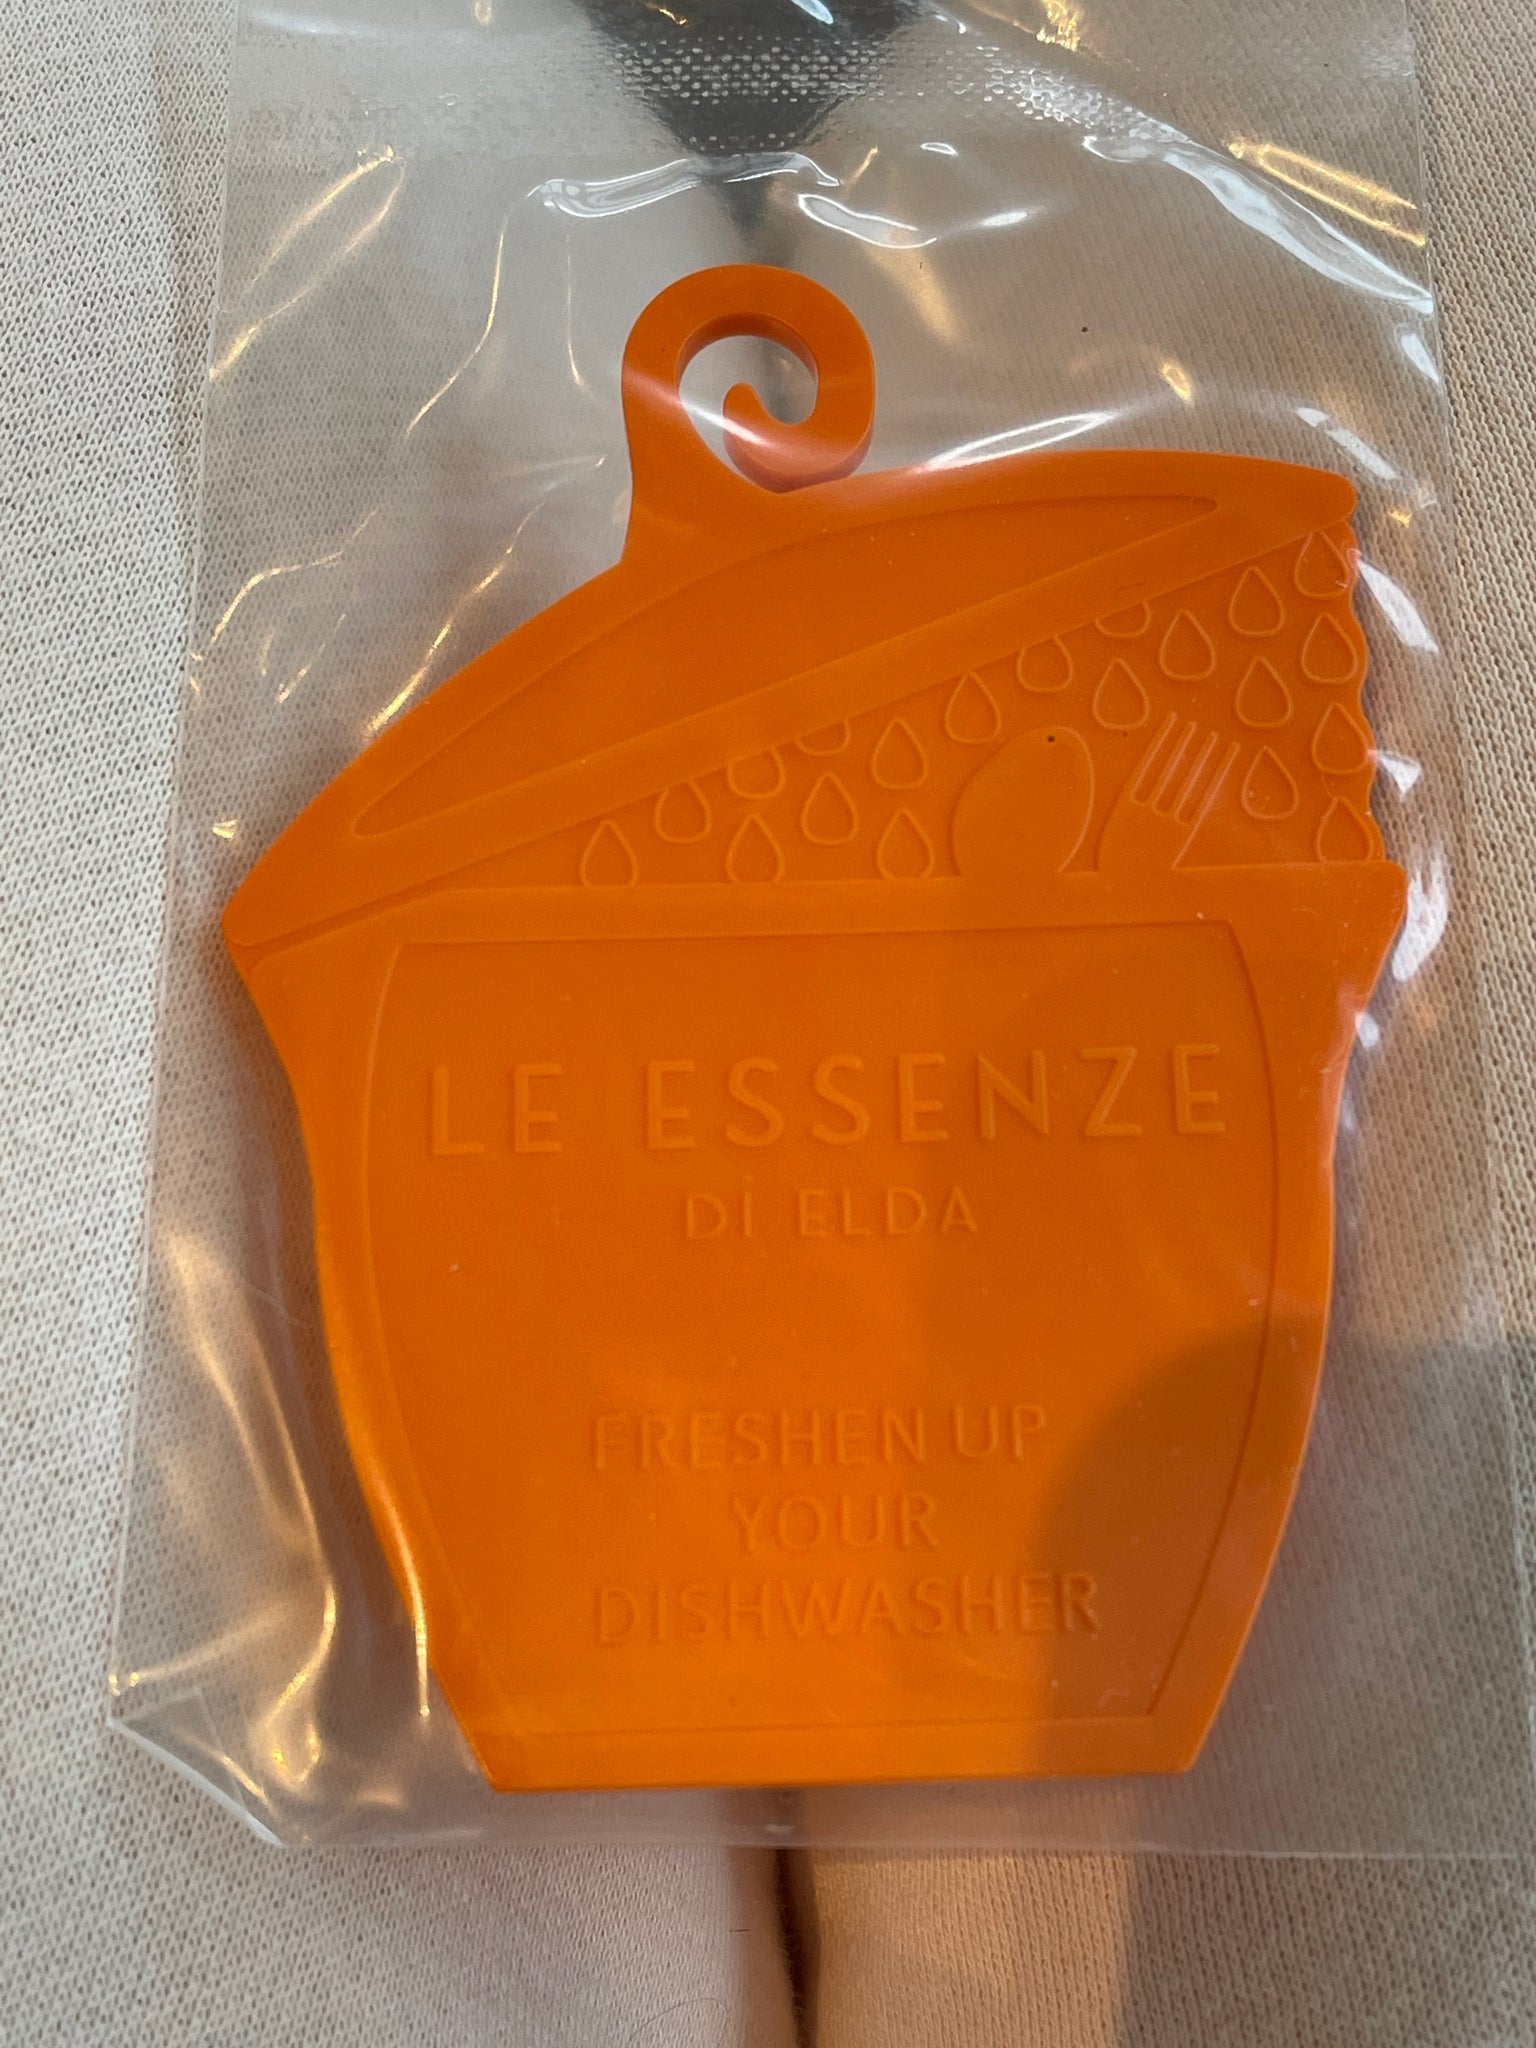 LE ESSENZE
Di ELDA
FRESHEN UP
YOUR
DISHWASHER